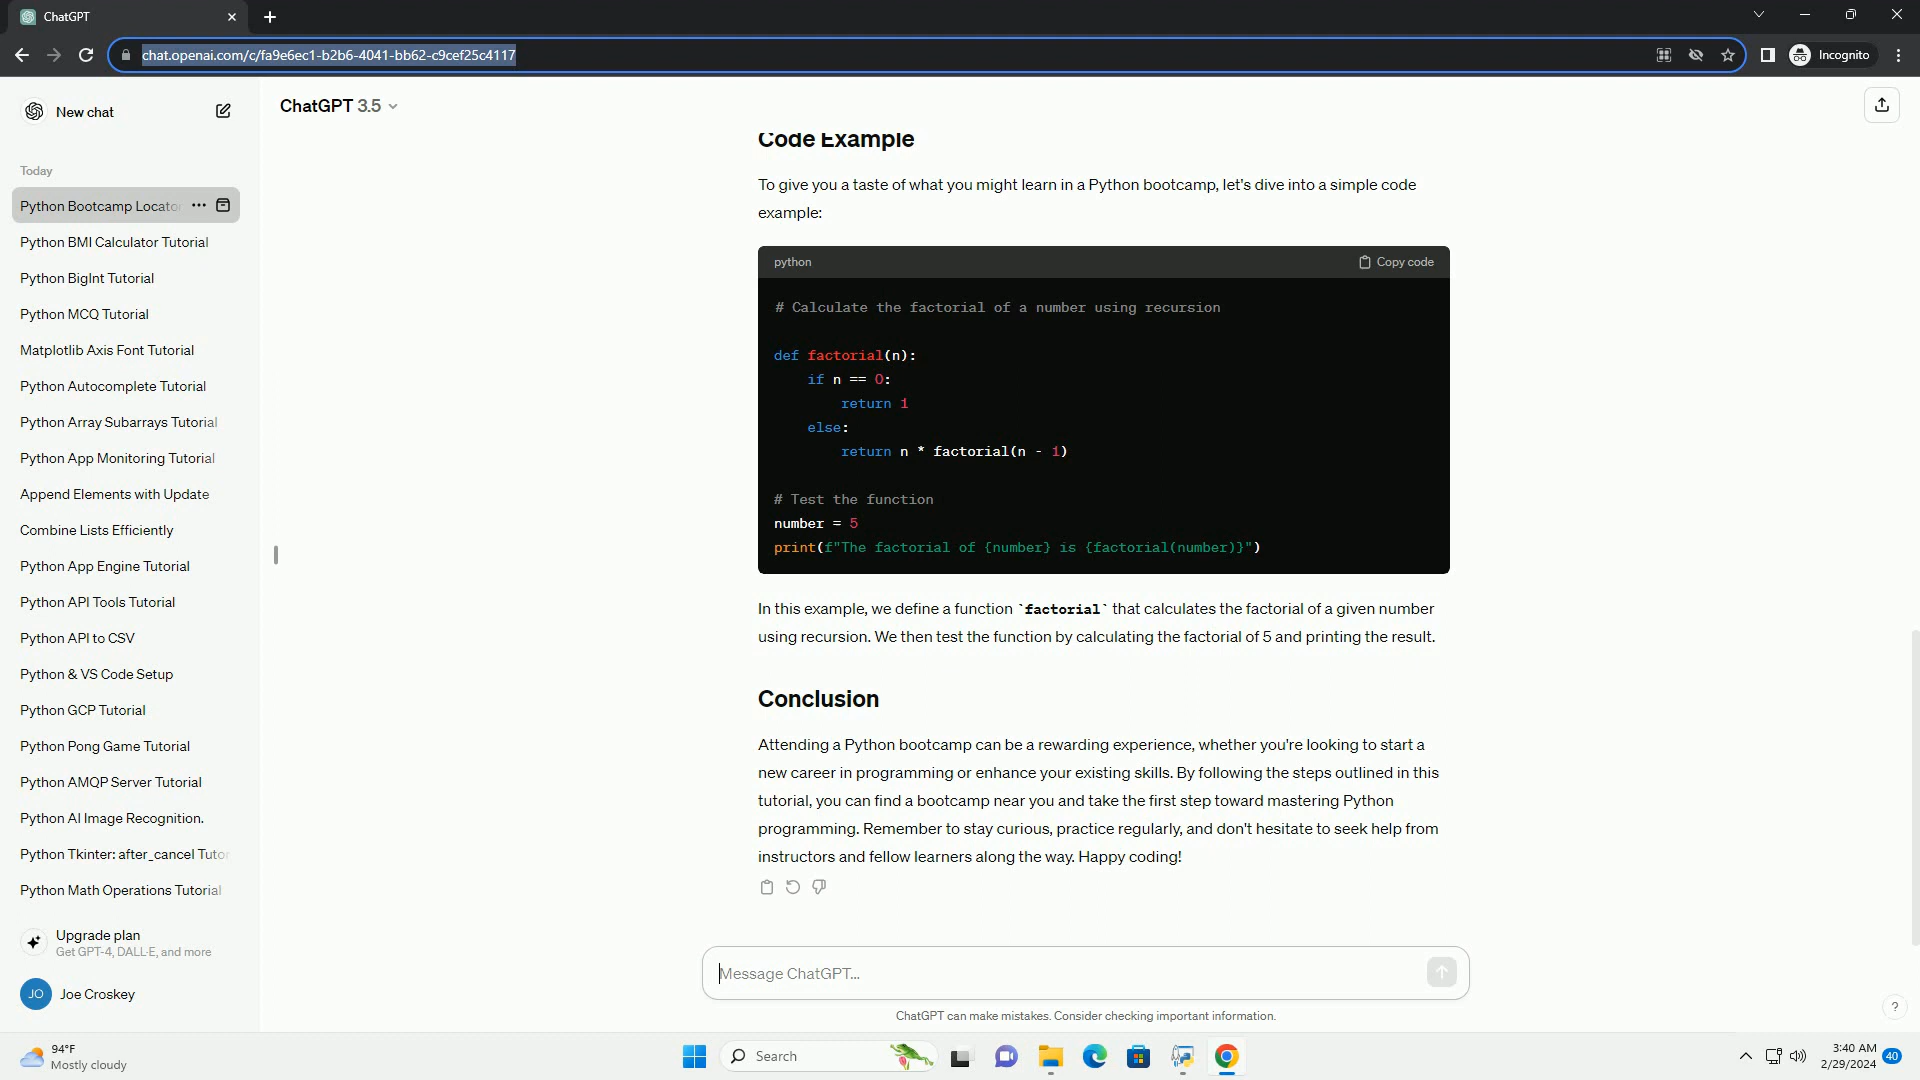 ChatGPT
chat.openai.com/c/fa9e6ec1-b2b6-4041-bb62-c9cef25c4117
Incognito
New chat
ChatGPT 3.5
Today
Python Bootcamp Locato
Python BMI Calculator Tutorial
Python BigInt Tutorial
Python MCQ Tutorial
Matplotlib Axis Font Tutorial
Python Autocomplete Tutorial
Python Array Subarrays Tutorial
Python App Monitoring Tutorial
Append Elements with Update
Combine Lists Efficiently
Python App Engine Tutorial
Python API Tools Tutorial
Python API to CSV
Python & VS Code Setup
Python GCP Tutorial
Python Pong Game Tutorial
Python AMQP Server Tutorial
Python AI Image Recognition.
Python Tkinter: after_cancel Tutor
Python Math Operations Tutorial
Upgrade plan
Get GPT-4, DALL·E, and more
JO
Joe Croskey
Code Example
To give you a taste of what you might learn in a Python bootcamp, let's dive into a simple code
example:
python
Copy code
# Calculate the factorial of a number using recursion
def factorial(n):
if n == 0:
return 1
else:
return n * factorial(n - 1)
# Test the function
number = 5
print(f"The factorial of {number} is {factorial(number)}")
In this example, we define a function `factorial` that calculates the factorial of a given number
using recursion. We then test the function by calculating the factorial of 5 and printing the result.
Conclusion
Attending a Python bootcamp can be a rewarding experience, whether you're looking to start a
new career in programming or enhance your existing skills. By following the steps outlined in this
tutorial, you can find a bootcamp near you and take the first step toward mastering Python
programming. Remember to stay curious, practice regularly, and don't hesitate to seek help from
instructors and fellow learners along the way. Happy coding!
Message ChatGPT...
ChatGPT can make mistakes. Consider checking important information.
?
94°F
Mostly cloudy
Search
3:40 AM
2/29/2024
40